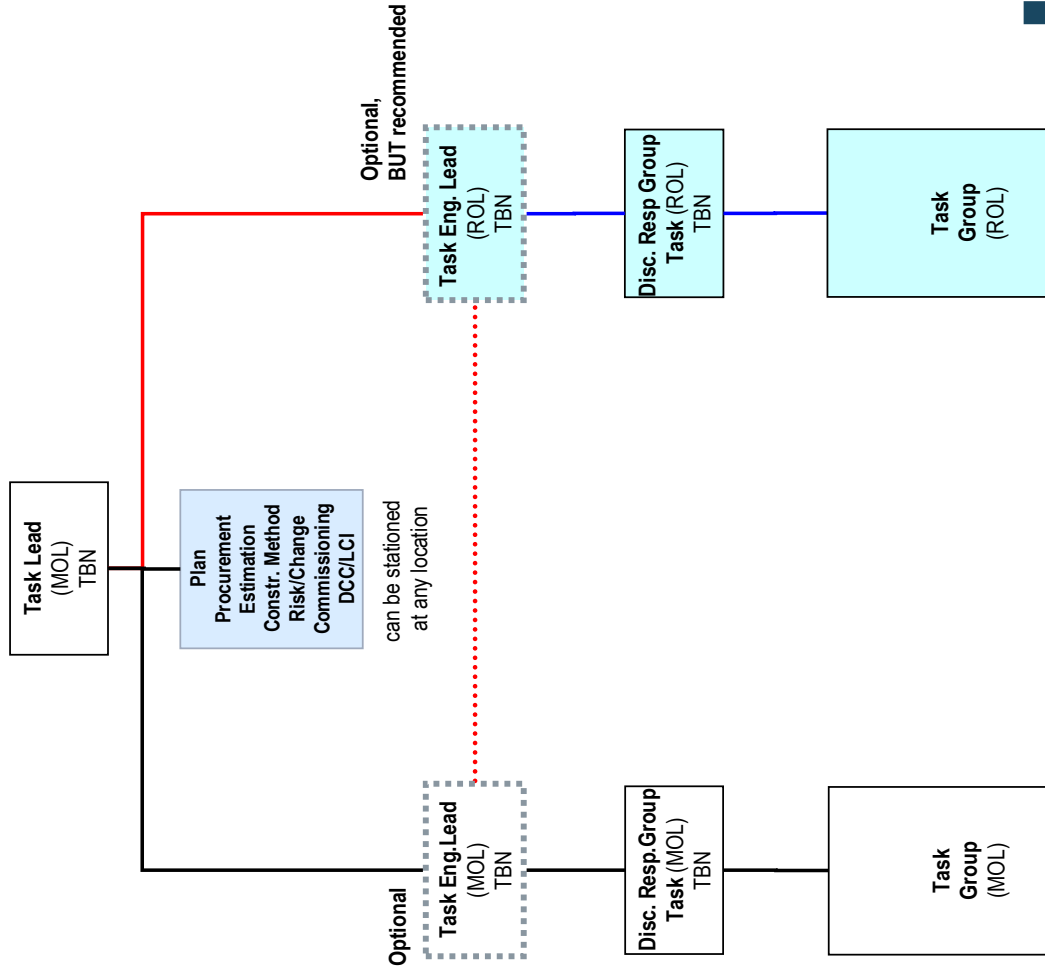 Task Lead
(MOL)
TBN
Plan
Procurement
Estimation
Constr. Method
Risk/Change
Commissioning
DCC/LCI
can be stationed
at any location
Optional
Task Eng.Lead
(MOL)
TBN
Optional,
BUT recommended
Task Eng. Lead
(ROL)
TBN
Disc. Resp.Group
Task (MOL)
TBN
Disc. Resp Group
Task (ROL)
TBN
Task
Group
(MOL)
Task
Group
(ROL)